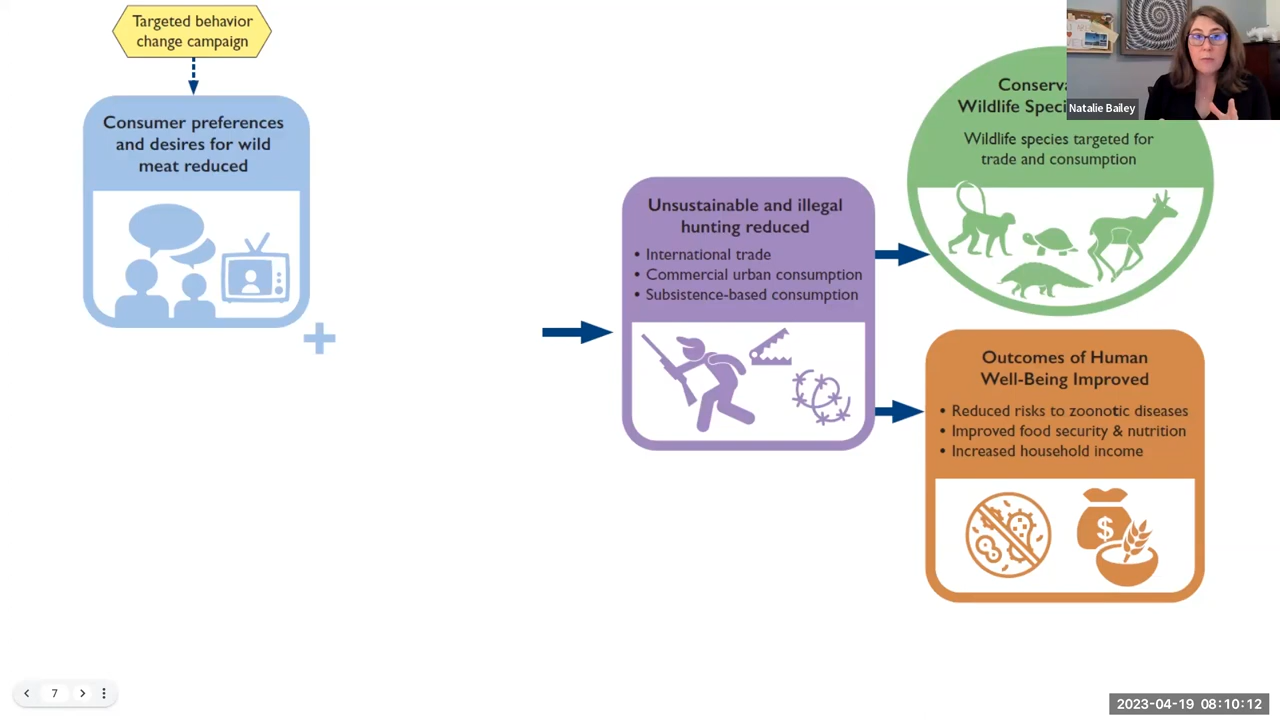 Targeted behavior
change campaign
Consumer preferences
and desires for wild
meat reduced
Unsustainable and illegal
hunting reduced
• International trade
• Commercial urban consumption
• Subsistence-based consumption
$
Wildlife species targeted for
trade and consumption
Outcomes of Human
Well-Being Improved
• Reduced risks to zoonotic diseases
• Improved food security & nutrition
• Increased household income
Natalie Bailey
7
2023-04-19 08:10:12